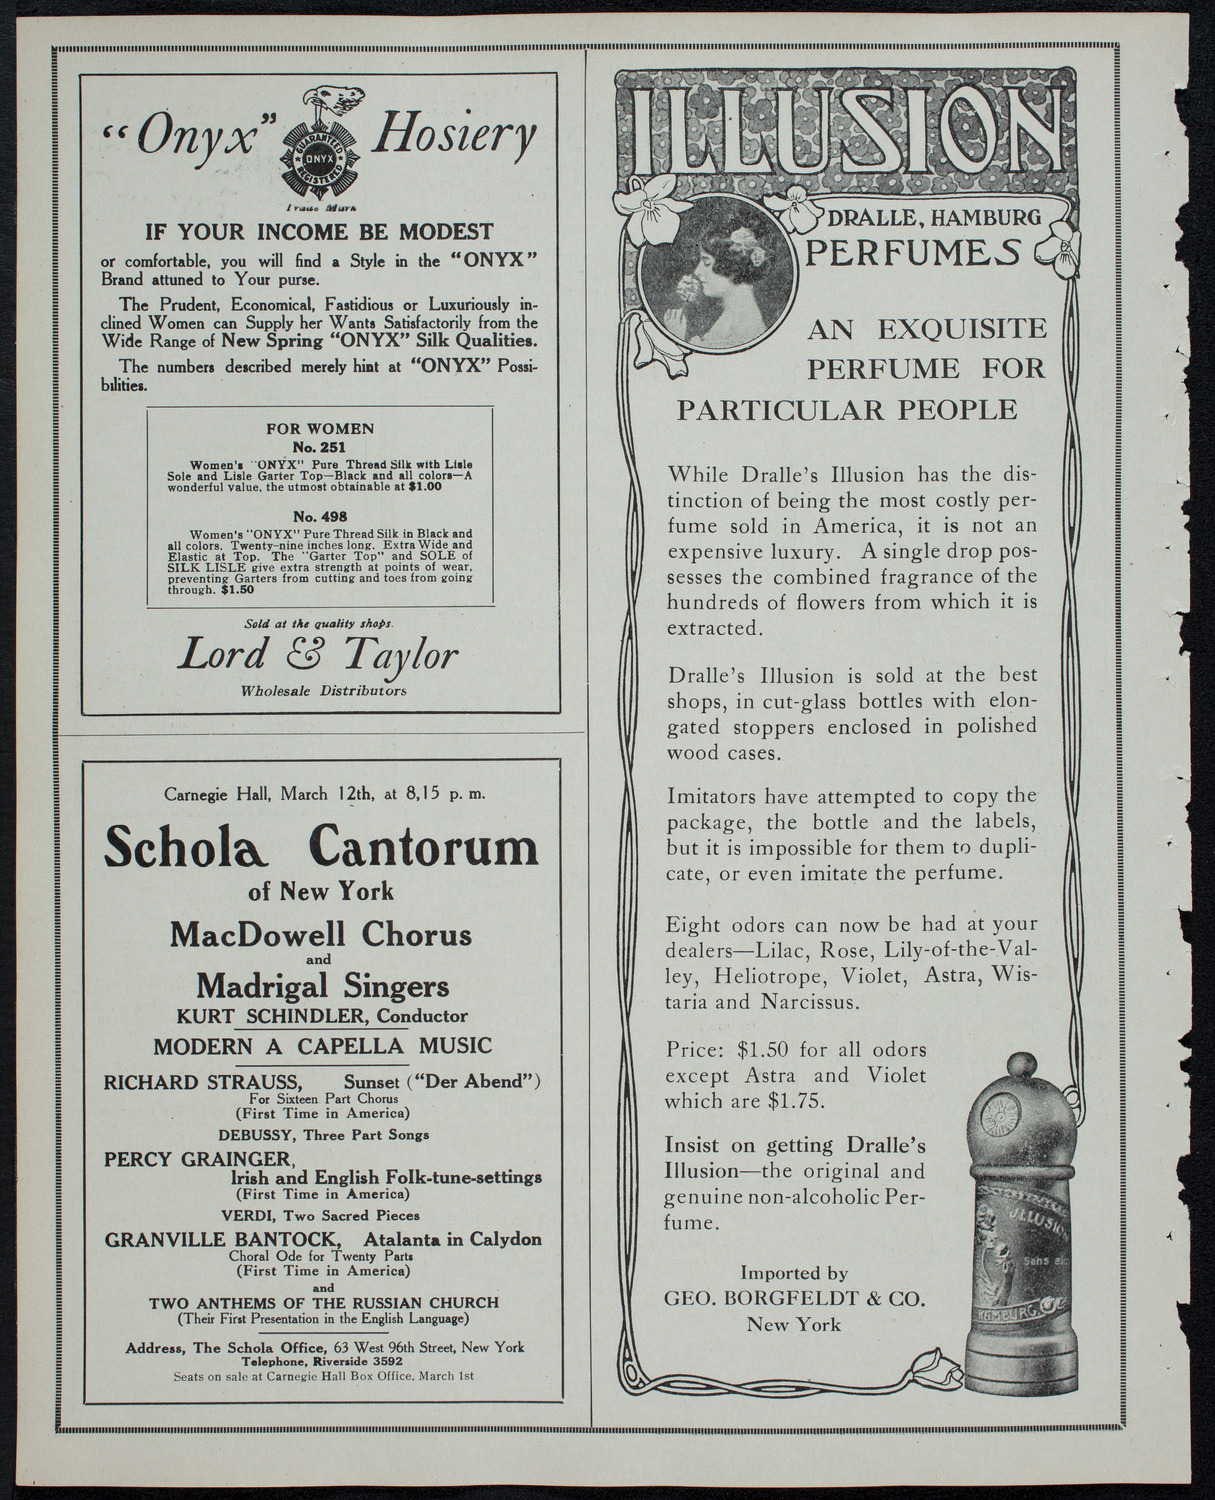 "Onyx" Hosiery
GUARANTEED
ONYX
REGISTERED
Trade Mark
IF YOUR INCOME BE MODEST
or comfortable, you will find a Style in the "ONYX"
Brand attuned to Your purse.
The Prudent, Economical, Fastidious or Luxuriously in-
clined Women can Supply her Wants Satisfactorily from the
Wide Range of New Spring "ONYX" Silk Qualities.
The numbers described merely hint at "ONYX" Possi-
bilities.
FOR WOMEN
No. 251
Women's "ONYX" Pure Thread Silk with Lisle
Sole and Lisle Garter Top—Black and all colors—A
wonderful value, the utmost obtainable at $1.00
No. 498
Women's "ONYX" Pure Thread Silk in Black and
all colors. Twenty-nine inches long. Extra Wide and
Elastic at Top. The "Garter Top" and SOLE of
SILK LISLE give extra strength at points of wear,
preventing Garters from cutting and toes from going
through. $1.50
Sold at the quality shops.
Lord & Taylor
Wholesale Distributors
Carnegie Hall, March 12th, at 8,15 p. m.
Schola Cantorum
of New York
MacDowell Chorus
and
Madrigal Singers
KURT SCHINDLER, Conductor
MODERN A CAPELLA MUSIC
RICHARD STRAUSS, Sunset ("Der Abend")
For Sixteen Part Chorus
(First Time in America)
DEBUSSY, Three Part Songs
PERCY GRAINGER,
Irish and English Folk-tune-settings
(First Time in America)
VERDI, Two Sacred Pieces
GRANVILLE BANTOCK, Atalanta in Calydon
Choral Ode for Twenty Parts
(First Time in America)
and
TWO ANTHEMS OF THE RUSSIAN CHURCH
(Their First Presentation in the English Language)
Address, The Schola Office, 63 West 96th Street, New York
Telephone, Riverside 3592
Seats on sale at Carnegie Hall Box Office, March 1st
ILLUSION
DRALLE, HAMBURG
PERFUMES
AN EXQUISITE
PERFUME FOR
PARTICULAR PEOPLE
While Dralle's Illusion has the dis-
tinction of being the most costly per-
fume sold in America, it is not an
expensive luxury. A single drop pos-
sesses the combined fragrance of the
hundreds of flowers from which it is
extracted.
Dralle's Illusion is sold at the best
shops, in cut-glass bottles with elon-
gated stoppers enclosed in polished
wood cases.
Imitators have attempted to copy the
package, the bottle and the labels,
but it is impossible for them to dupli-
cate, or even imitate the perfume.
Eight odors can now be had at your
dealers—Lilac, Rose, Lily-of-the-Val-
ley, Heliotrope, Violet, Astra, Wis-
taria and Narcissus.
Price: $1.50 for all odors
except Astra and Violet
which are $1.75.
Insist on getting Dralle's
Illusion—the original and
genuine non-alcoholic Per-
fume.
Imported by
GEO. BORGFELDT & CO.
New York
ILLUSION
Sans
HAMBURG